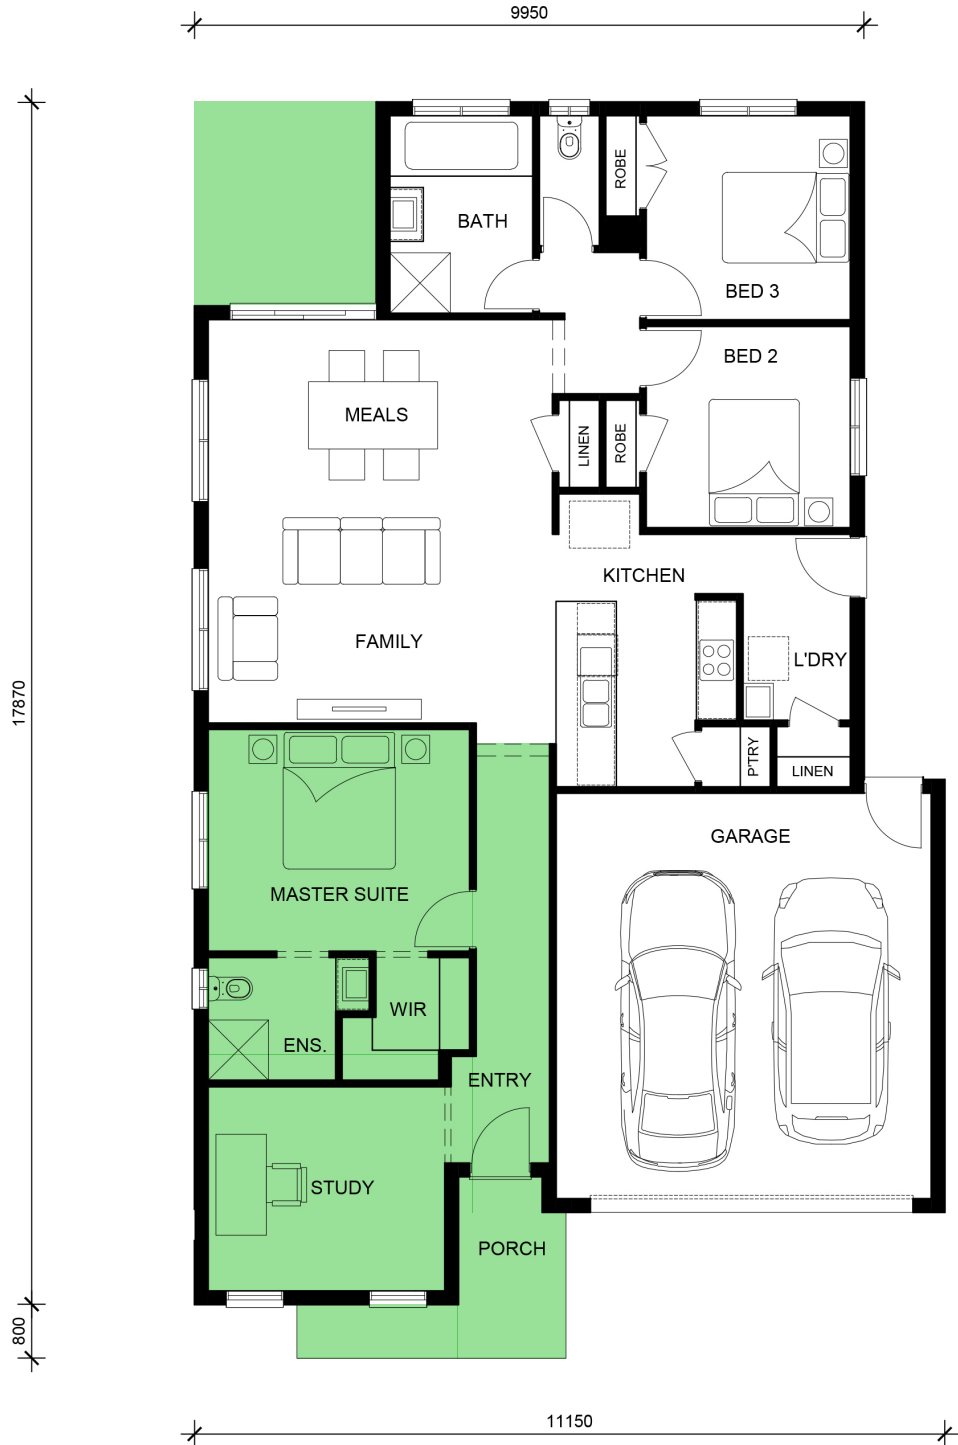 9950
BATH
ROBE
BED 3
BED 2
MEALS
LINEN
ROBE
KITCHEN
FAMILY
L'DRY
17870
P'TRY
LINEN
GARAGE
MASTER SUITE
WIR
ENS.
ENTRY
STUDY
PORCH
800
11150